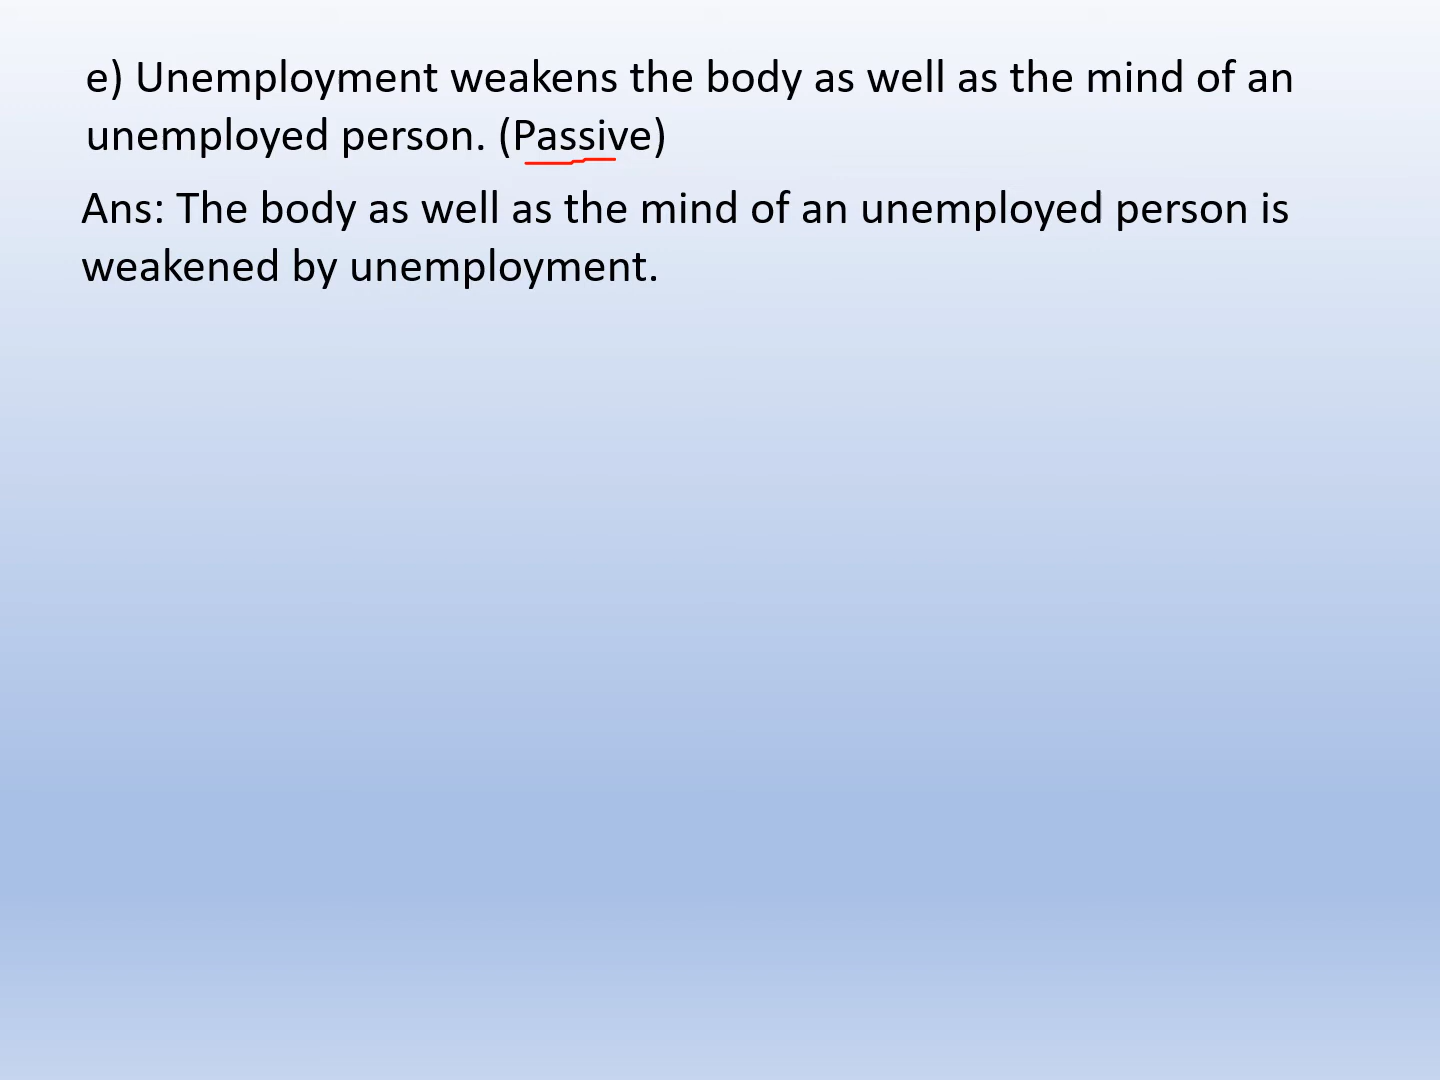 e) Unemployment weakens the body as well as the mind of an
unemployed person. (Passive)
Ans: The body as well as the mind of an unemployed person is
weakened by unemployment.